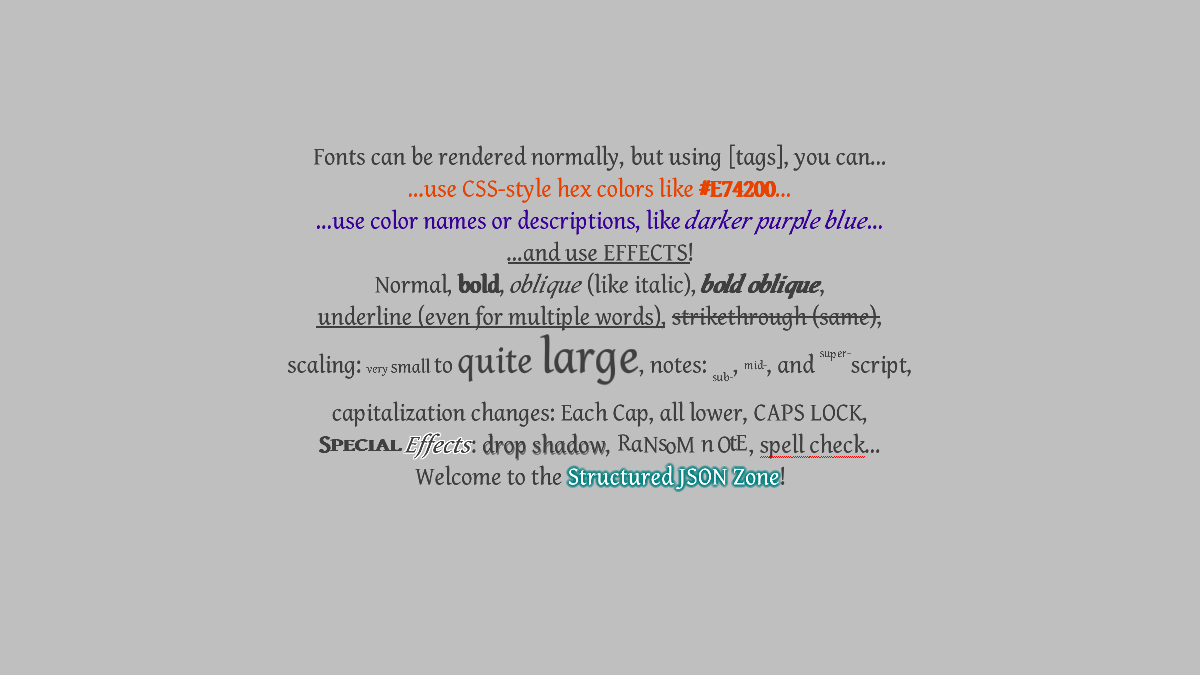 Fonts can be rendered normally, but using [tags], you can...
...use CSS-style hex colors like #E74200...
...use color names or descriptions, like darker purple blue...
...and use EFFECTS!
Normal, bold, oblique (like italic), bold oblique,
underline (even for multiple words), strikethrough (same),
scaling: very small to quite large, notes: sub-, mid-, and super-script,
capitalization changes: Each Cap, all lower, CAPS LOCK,
Special Effects: drop shadow, RaNsoM nOtE, spell check...
Welcome to the Structured JSON Zone!